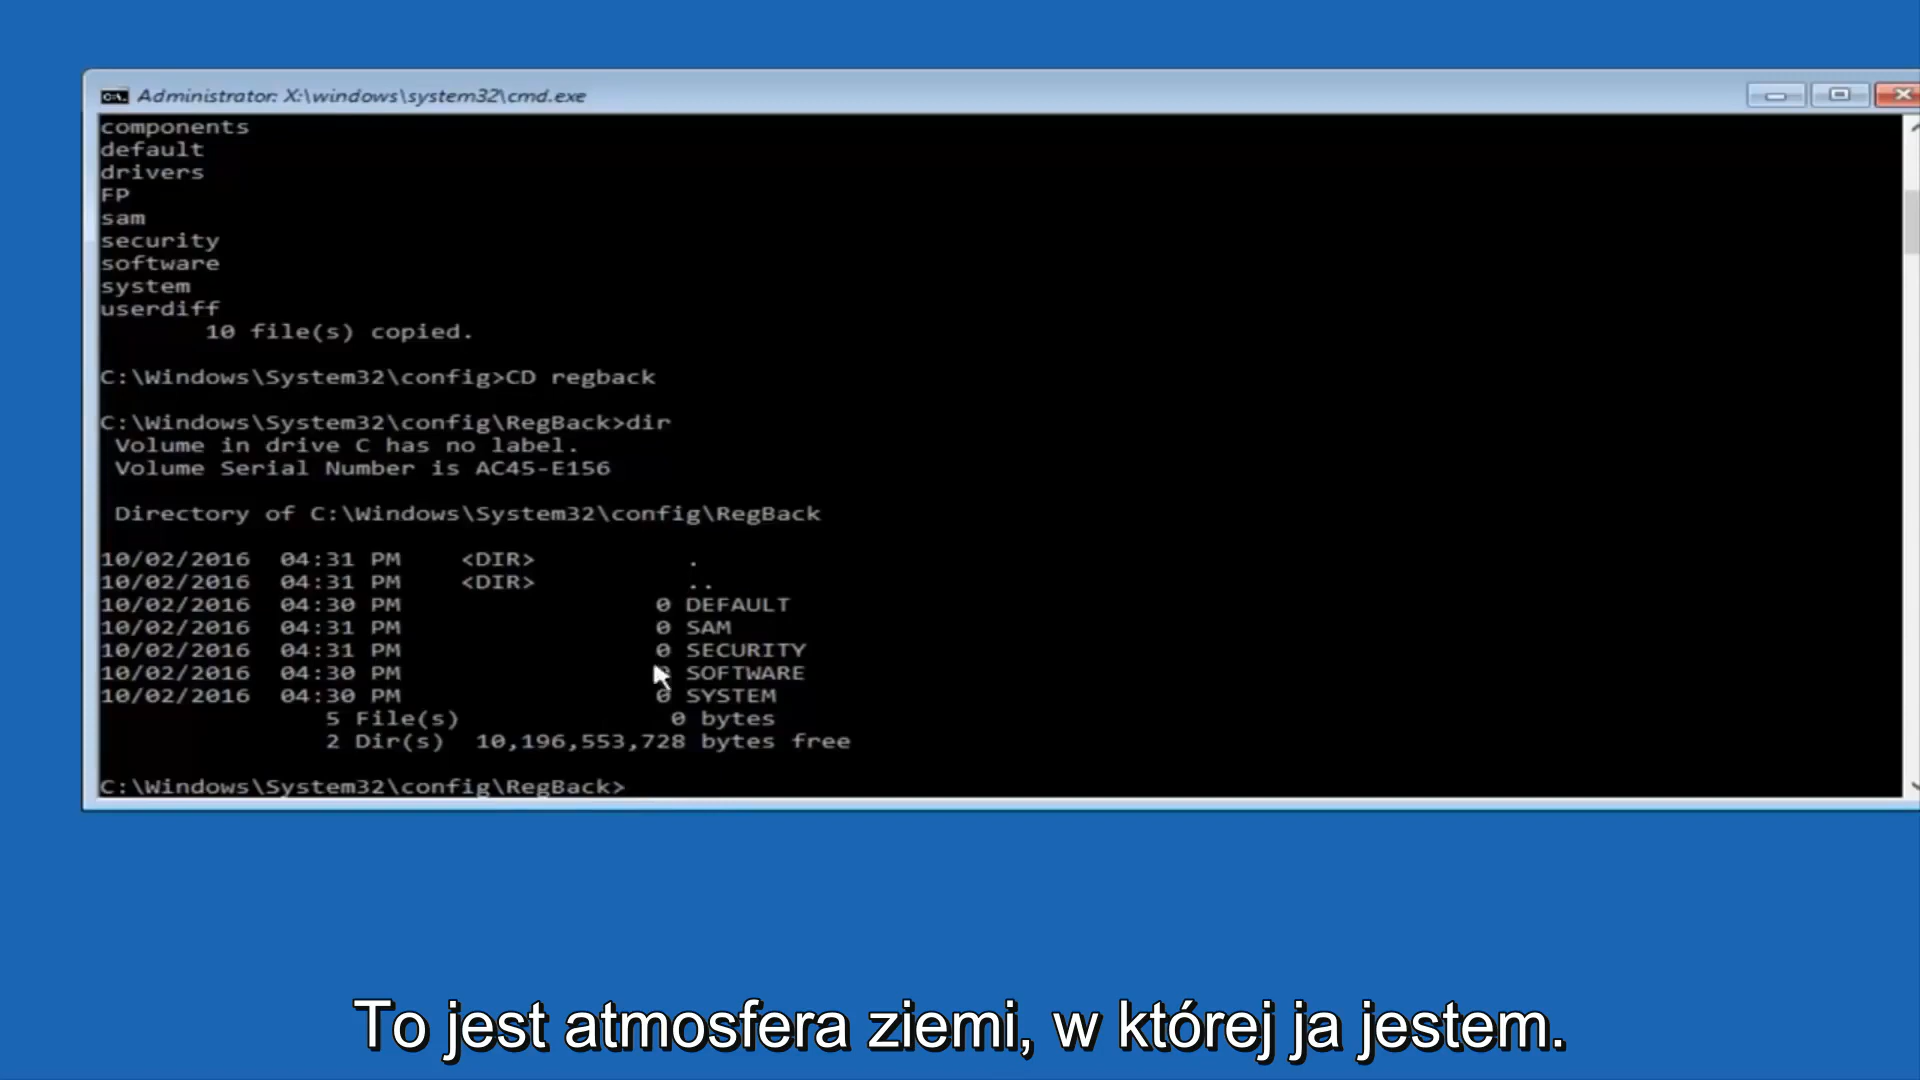 Administrator: X:\windows\system32\cmd.exe
components
default
drivers
FP
sam
security
software
system
userdiff
10 file(s) copied.
C:\Windows\System32\config>CD regback
C:\Windows\System32\config\RegBack>dir
Volume in drive C has no label.
Volume Serial Number is AC45-E156
Directory of C:\Windows\System32\config\RegBack
10/02/2016 04:31 PM <DIR> .
10/02/2016 04:31 PM <DIR> ..
10/02/2016 04:30 PM 0 DEFAULT
10/02/2016 04:31 PM 0 SAM
10/02/2016 04:31 PM 0 SECURITY
10/02/2016 04:30 PM 0 SOFTWARE
10/02/2016 04:30 PM 0 SYSTEM
5 File(s) 0 bytes
2 Dir(s) 10,196,553,728 bytes free
C:\Windows\System32\config\RegBack>
To jest atmosfera ziemi, w której ja jestem.